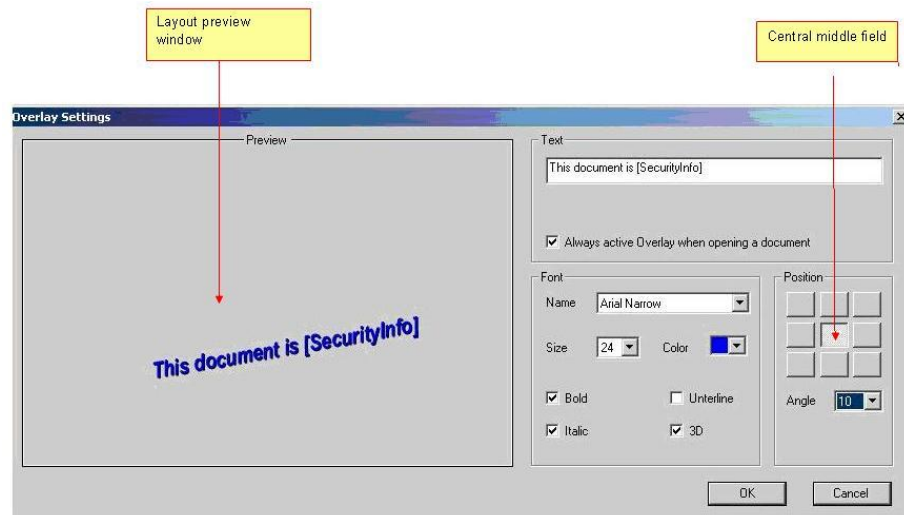 Layout preview
window
Central middle field
Overlay Settings
Preview
This document is [SecurityInfo]
Text
This document is [SecurityInfo]
Always active Overlay when opening a document
Font
Name Arial Narrow
Size 24 Color
Bold Unterline
Italic 3D
Position
Angle 10
OK Cancel